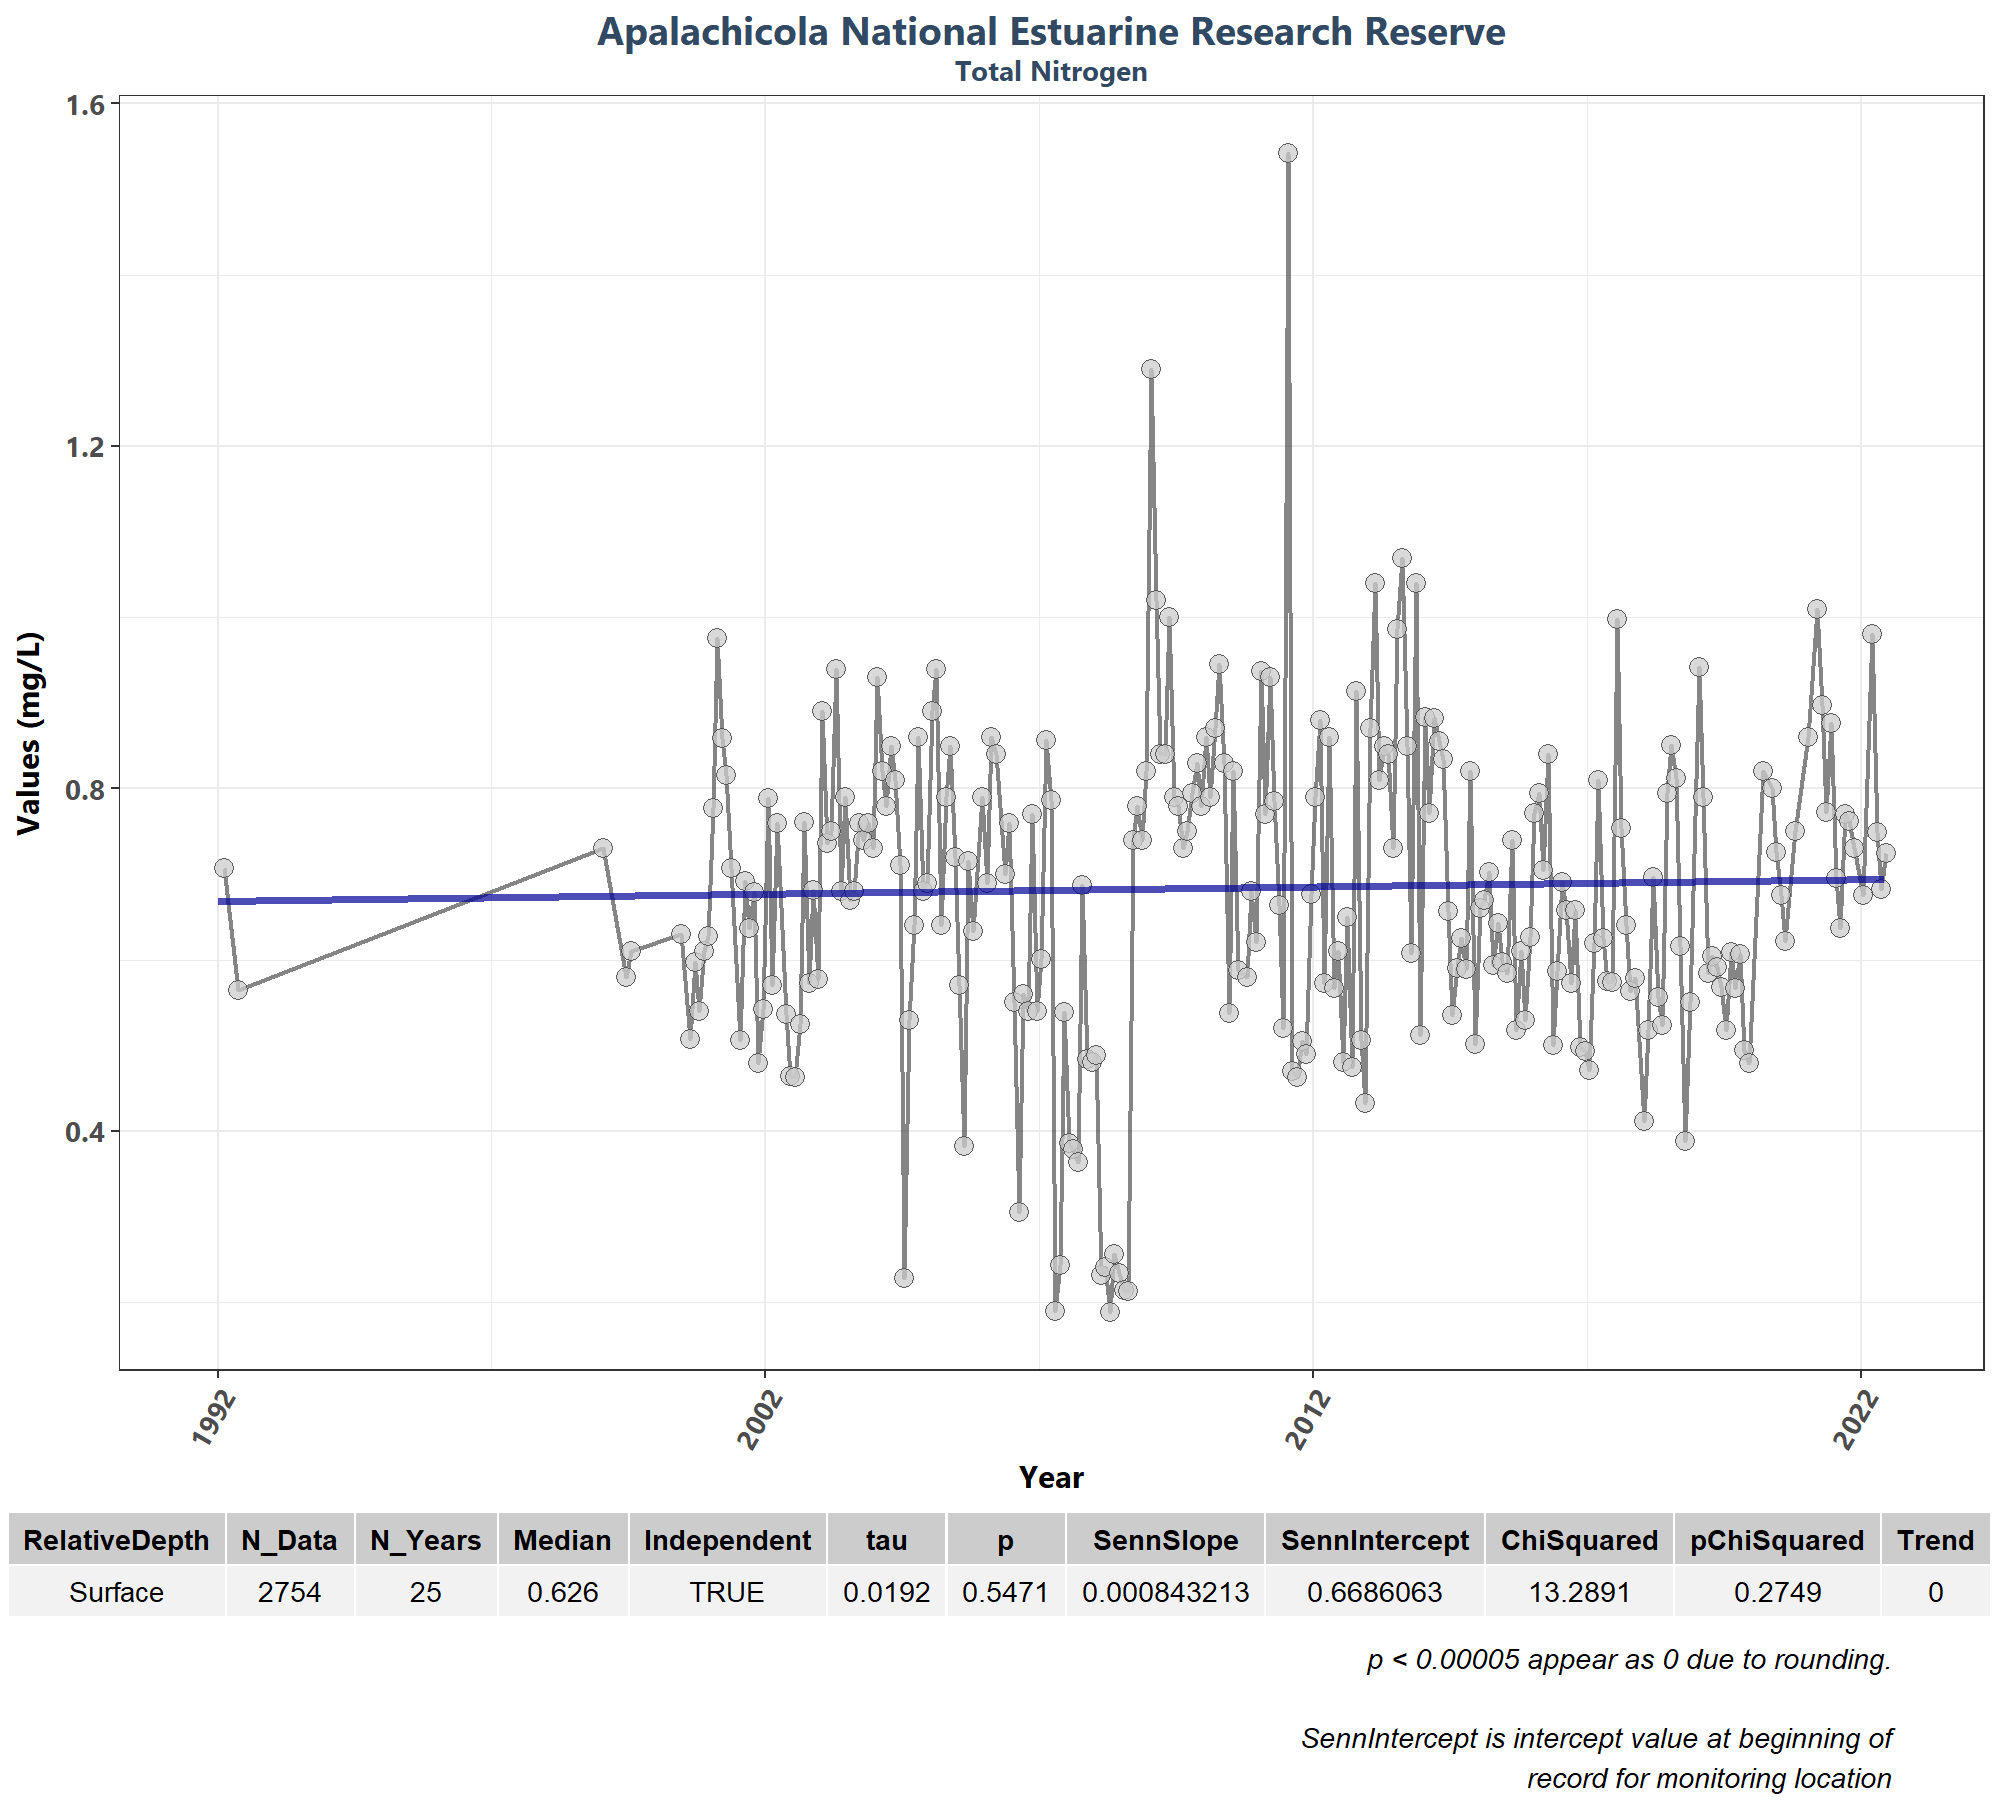 Apalachicola National Estuarine Research Reserve
Total Nitrogen
1.6
1.2
0.8
0.4
Values (mg/L)
1992
2002
2012
2022
Year
RelativeDepth N_Data N_Years Median Independent tau p SennSlope SennIntercept ChiSquared pChiSquared Trend
Surface 2754 25 0.626 TRUE 0.0192 0.5471 0.000843213 0.6686063 13.2891 0.2749 0
p < 0.00005 appear as 0 due to rounding.
SennIntercept is intercept value at beginning of
record for monitoring location